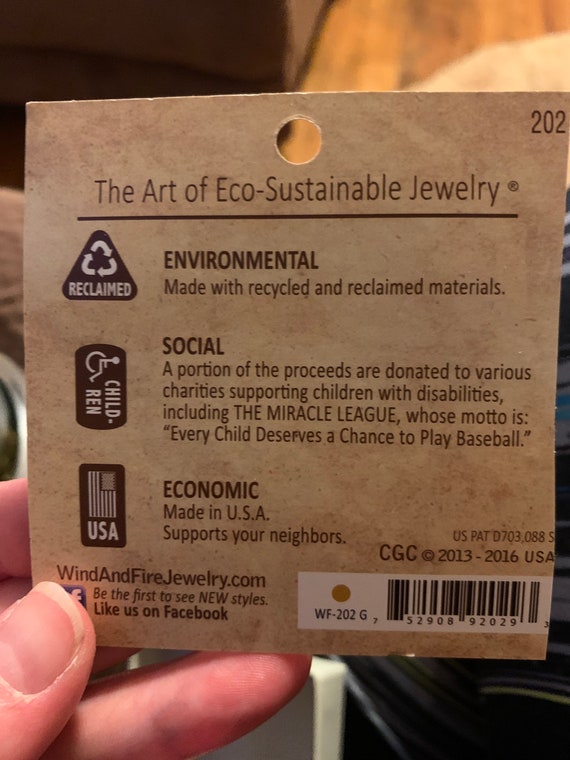 202
The Art of Eco-Sustainable Jewelry ®
RECLAIMED
ENVIRONMENTAL
Made with recycled and reclaimed materials.
CHILD-
REN
SOCIAL
A portion of the proceeds are donated to various
charities supporting children with disabilities,
including THE MIRACLE LEAGUE, whose motto is:
"Every Child Deserves a Chance to Play Baseball."
USA
ECONOMIC
Made in U.S.A.
Supports your neighbors.
US PAT D703,088 S
CGC © 2013 - 2016 USA
WindAndFireJewelry.com
f
Be the first to see NEW styles.
Like us on Facebook
WF-202 G
7 52908 92029 3